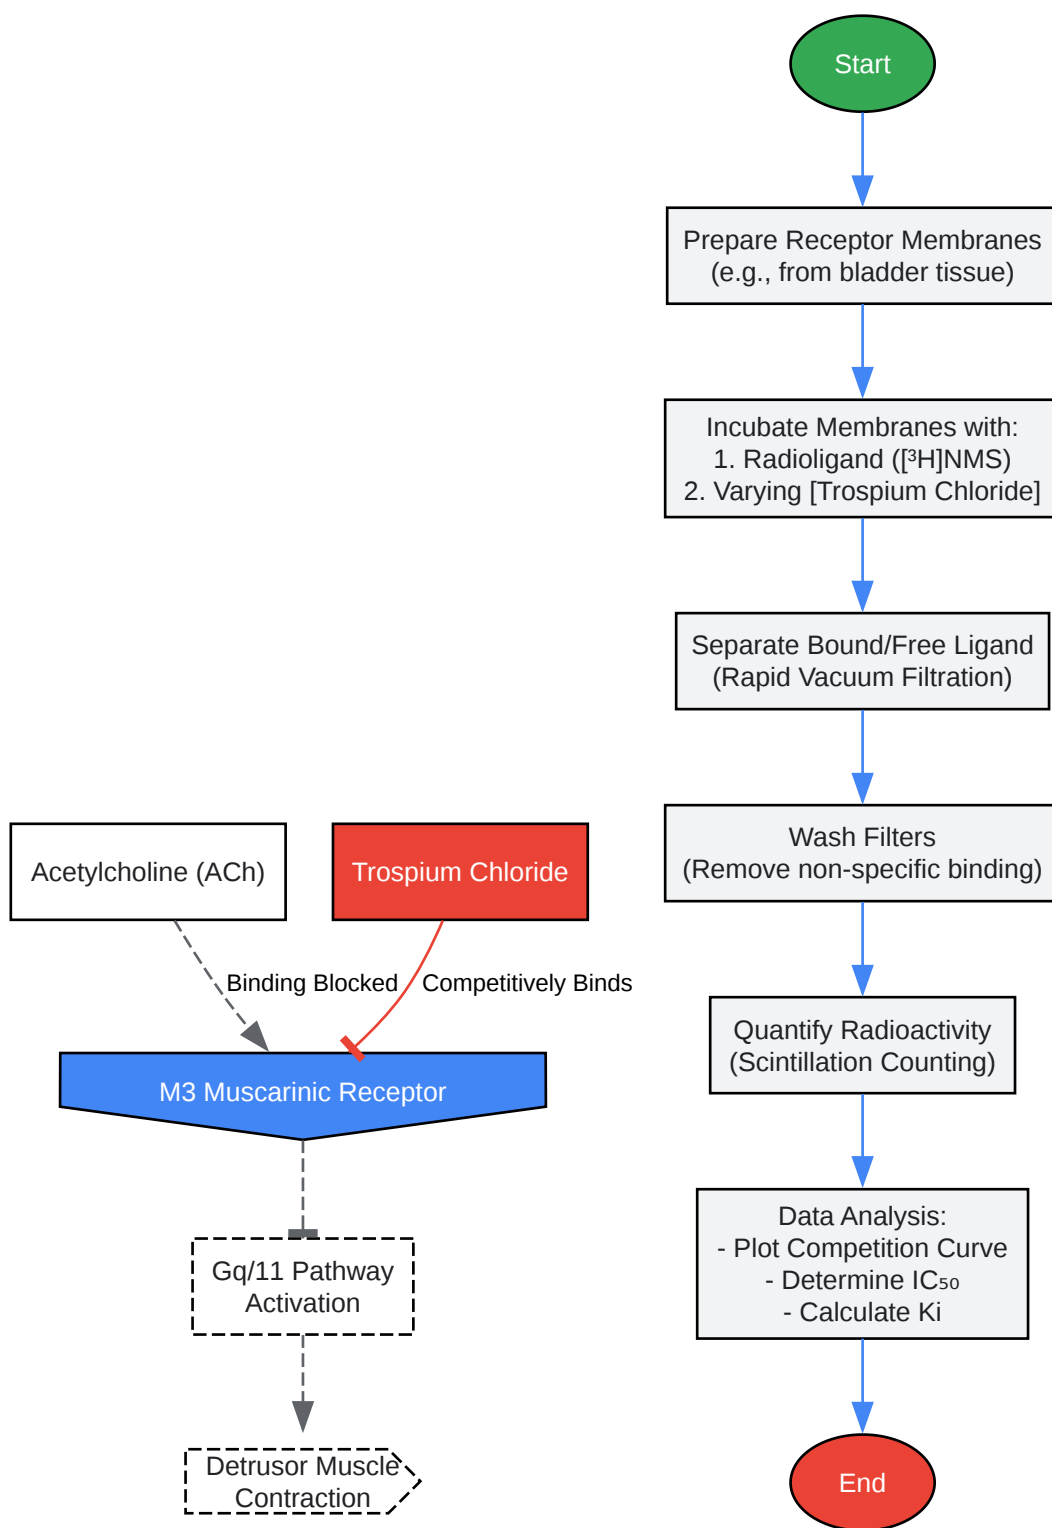 Start
Prepare Receptor Membranes
(e.g., from bladder tissue)
Incubate Membranes with:
1. Radioligand ([³H]NMS)
2. Varying [Trospium Chloride]
Separate Bound/Free Ligand
(Rapid Vacuum Filtration)
Wash Filters
(Remove non-specific binding)
Quantify Radioactivity
(Scintillation Counting)
Data Analysis:
- Plot Competition Curve
- Determine IC₅₀
- Calculate Ki
End
Acetylcholine (ACh)
Trospium Chloride
Binding Blocked
Competitively Binds
M3 Muscarinic Receptor
Gq/11 Pathway
Activation
Detrusor Muscle
Contraction